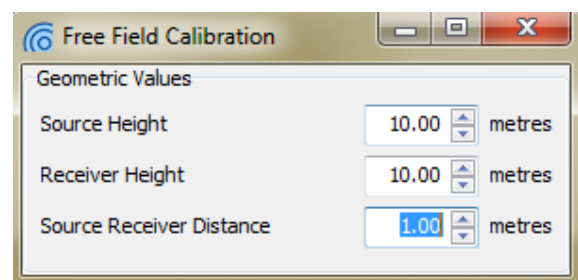 Free Field Calibration
Geometric Values
Source Height 10.00 metres
Receiver Height 10.00 metres
Source Receiver Distance 1.00 metres